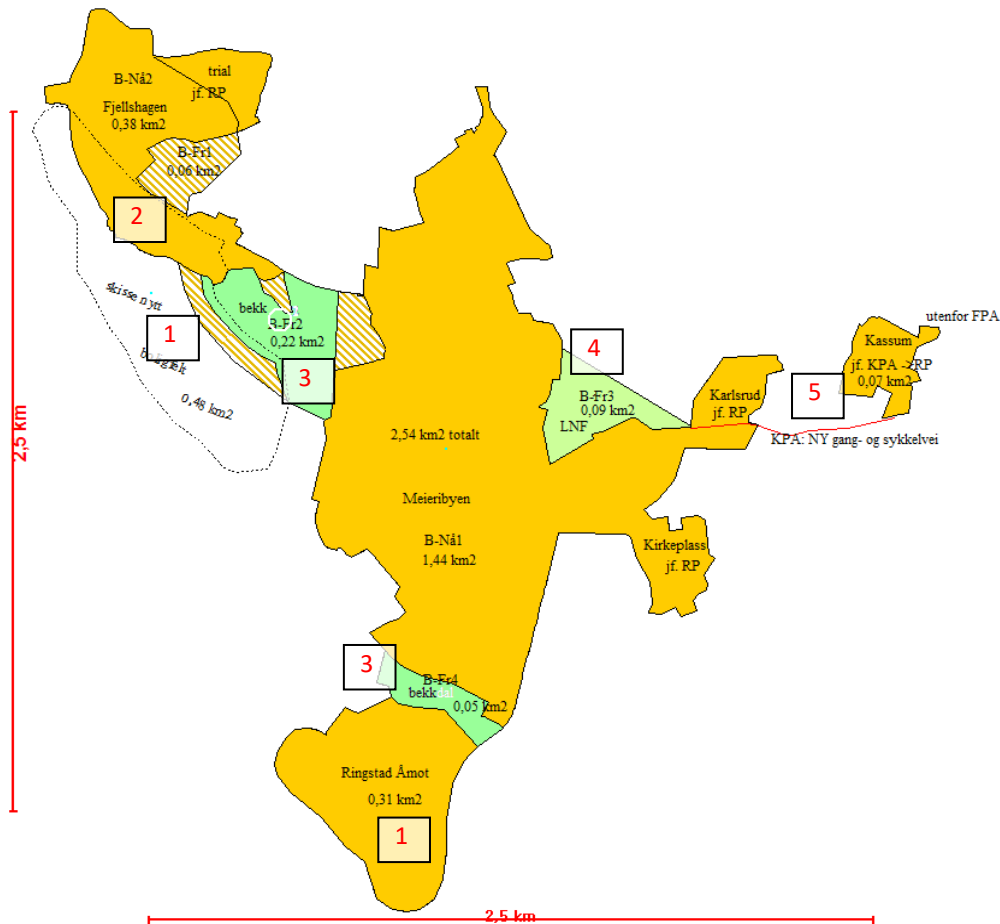 B-Nå2
Fjellshagen
0,38 km2
trial
jf. RP
B-Fr1
0,06 km2
2
skisse nytt
boligfelt
0,48 km2
1
bekk
B-Fr2
0,22 km2
3
4
B-Fr3
0,09 km2
LNF
Karlsrud
jf. RP
5
utenfor FPA
Kassum
jf. KPA ->RP
0,07 km2
KPA: NY gang- og sykkelvei
2,54 km2 totalt
Meieribyen
B-Nå1
1,44 km2
Kirkeplass
jf. RP
2,5 km
3
B-Fr4
bekkdal
0,05 km2
Ringstad Åmot
0,31 km2
1
2,5 km